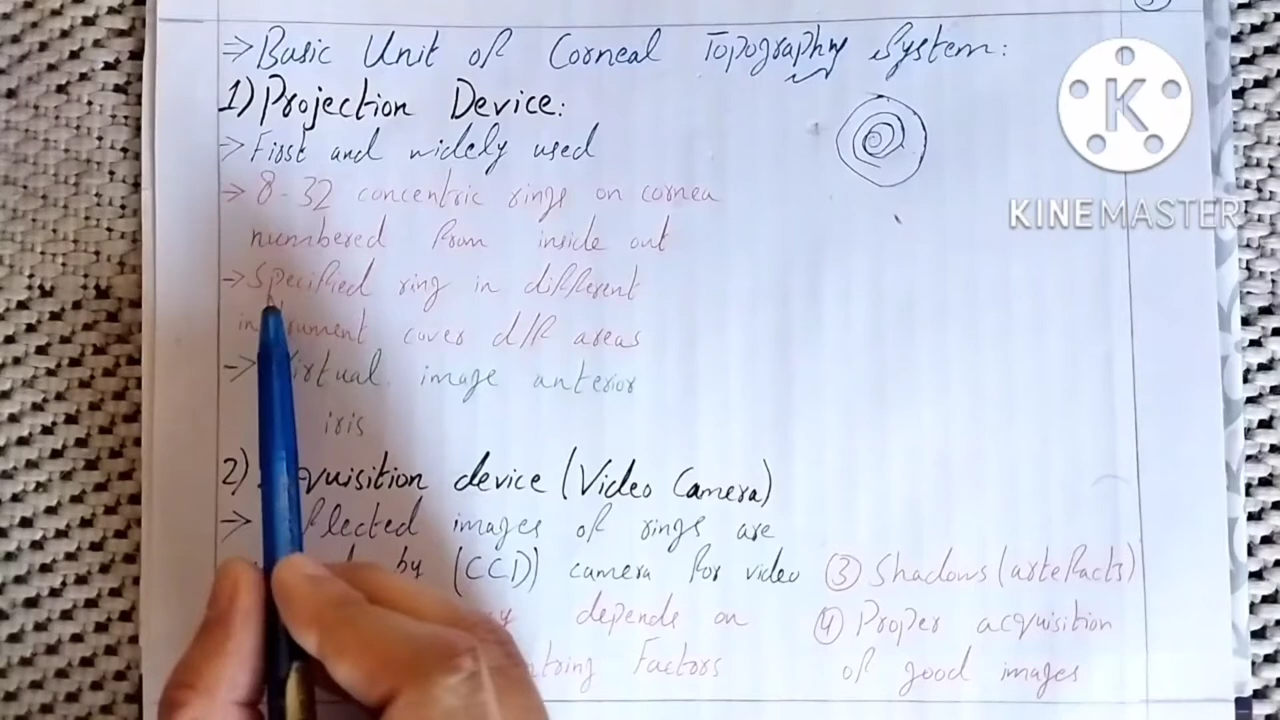 ⇒ Basic Unit of Corneal Topography System:
1) Projection Device:
→ First and widely used
→ 8-32 concentric rings on cornea
numbered from inside out
→ Specified ring in different
cover d/f areas
→ image anterior
iris
2) device (Video Camera)
→ images of rings are
by (CCD) camera for video
depends on
Factors
③ Shadows (artefacts)
④ Proper acquisition
of good images
K
KINEMASTER